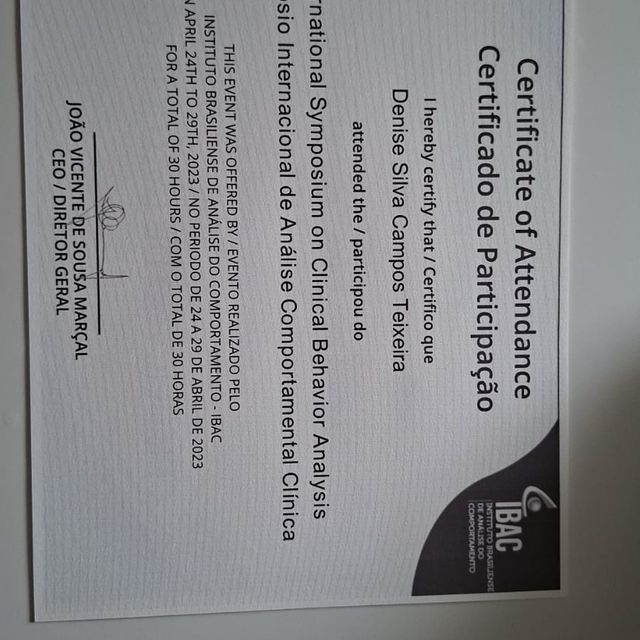 Certificate of Attendance
Certificado de Participação
I hereby certify that / Certifico que
Denise Silva Campos Teixeira
attended the / participou do
rnational Symposium on Clinical Behavior Analysis
sio Internacional de Análise Comportamental Clínica
THIS EVENT WAS OFFERED BY / EVENTO REALIZADO PELO
INSTITUTO BRASILIENSE DE ANÁLISE DO COMPORTAMENTO - IBAC
N APRIL 24TH TO 29TH, 2023 / NO PERIODO DE 24 A 29 DE ABRIL DE 2023
FOR A TOTAL OF 30 HOURS / COM O TOTAL DE 30 HORAS
JOÃO VICENTE DE SOUSA MARÇAL
CEO / DIRETOR GERAL
IBAC
INSTITUTO BRASILIENSE
DE ANÁLISE DO
COMPORTAMENTO